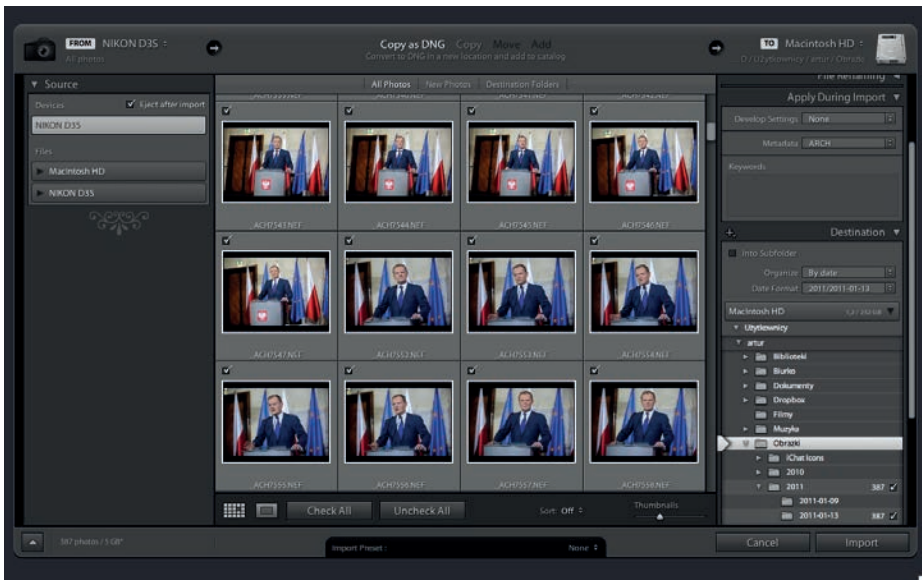 FROM NIKON D3S
All photos
Copy as DNG Copy Move Add
Convert to DNG in a new location and add to catalog
TO Macintosh HD
Source
Devices Eject after import
NIKON D3S
Files
Macintosh HD
NIKON D3S
All Photos New Photos Destination Folders
_ACH7543.NEF _ACH7544.NEF _ACH7545.NEF _ACH7546.NEF
_ACH7547.NEF _ACH7552.NEF _ACH7553.NEF _ACH7554.NEF
_ACH7555.NEF _ACH7556.NEF _ACH7557.NEF _ACH7558.NEF
Check All Uncheck All Sort: Off Thumbnails
File Renaming
Apply During Import
Develop Settings None
Metadata ARCH
Keywords
Destination
Into Subfolder
Organize By date
Date Format 2011/2011-01-13
Macintosh HD
Użytkownicy
artur
Biblioteki
Biurko
Dokumenty
Dropbox
Filmy
Muzyka
Obrazki
iChat Icons
2010
2011 387
2011-01-09
2011-01-13 387
387 photos / 5 GB*
Import Preset : None
Cancel Import